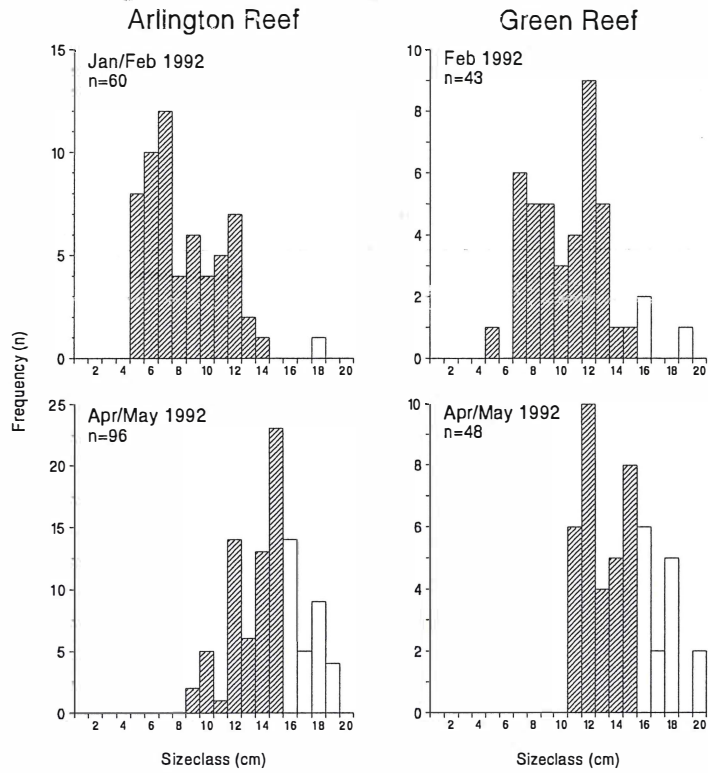 Arlington Reef
Green Reef
Jan/Feb 1992
n=60
15
10
5
0
2 4 6 8 10 12 14 16 18 20
Feb 1992
n=43
10
8
6
4
2
0
2 4 6 8 10 12 14 16 18 20
Frequency (n)
Apr/May 1992
n=96
25
20
15
10
5
0
2 4 6 8 10 12 14 16 18 20
Sizeclass (cm)
Apr/May 1992
n=48
10
8
6
4
2
0
2 4 6 8 10 12 14 16 18 20
Sizeclass (cm)